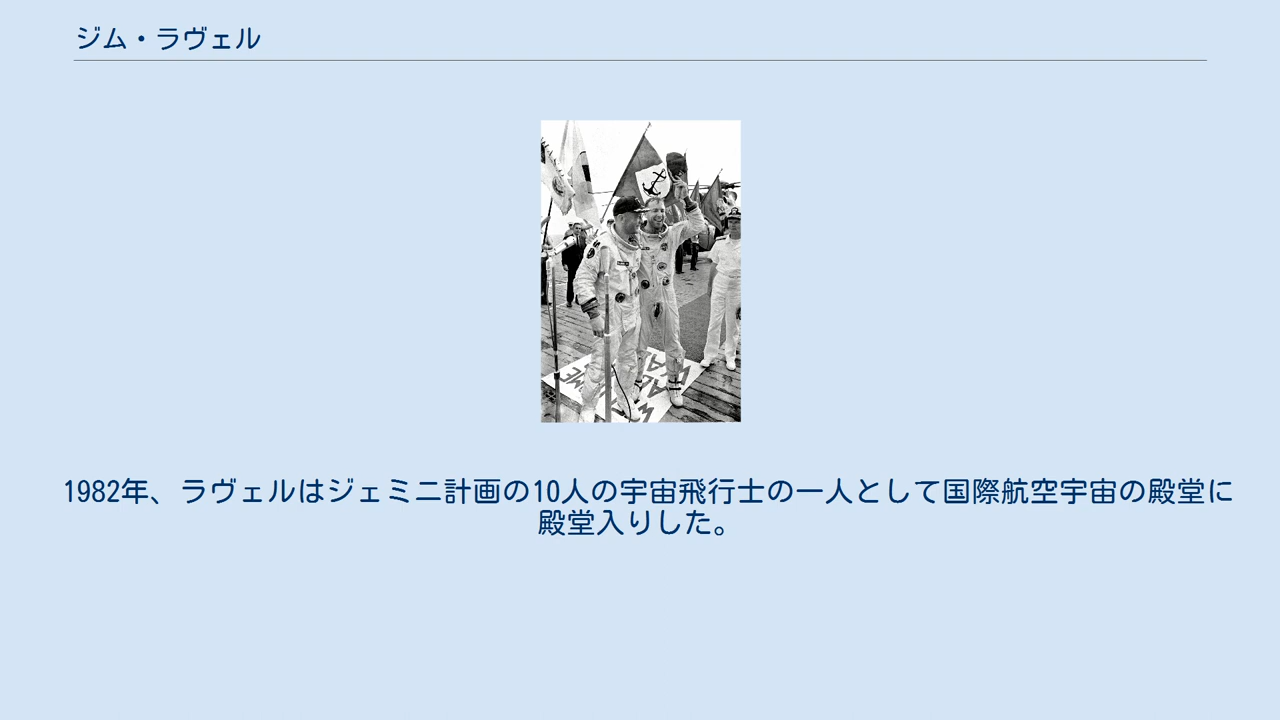 ジム・ラヴェル
1982年、ラヴェルはジェミニ計画の10人の宇宙飛行士の一人として国際航空宇宙の殿堂に
殿堂入りした。